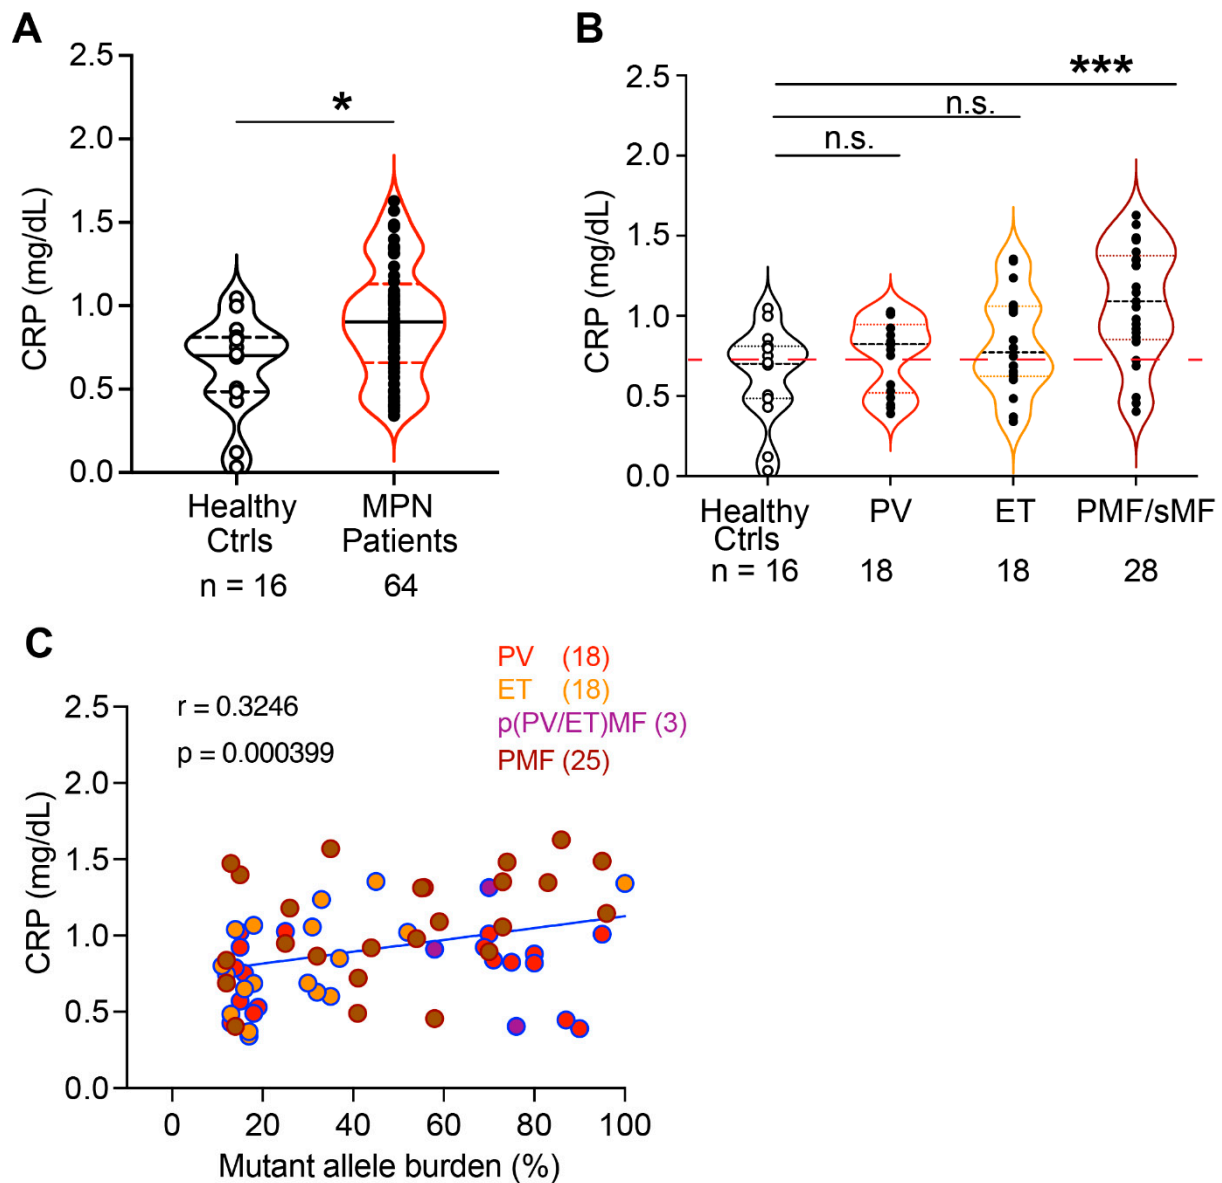 A
2.5
2.0
1.5
1.0
0.5
0.0
CRP (mg/dL)
*
Healthy
Ctrls
MPN
Patients
n = 16
64
B
2.5
2.0
1.5
1.0
0.5
0.0
CRP (mg/dL)
***
n.s.
n.s.
Healthy
Ctrls
PV
ET
PMF/sMF
n = 16
18
18
28
C
PV (18)
ET (18)
p(PV/ET)MF (3)
PMF (25)
r = 0.3246
p = 0.000399
2.5
2.0
1.5
1.0
0.5
0.0
CRP (mg/dL)
0 20 40 60 80 100
Mutant allele burden (%)